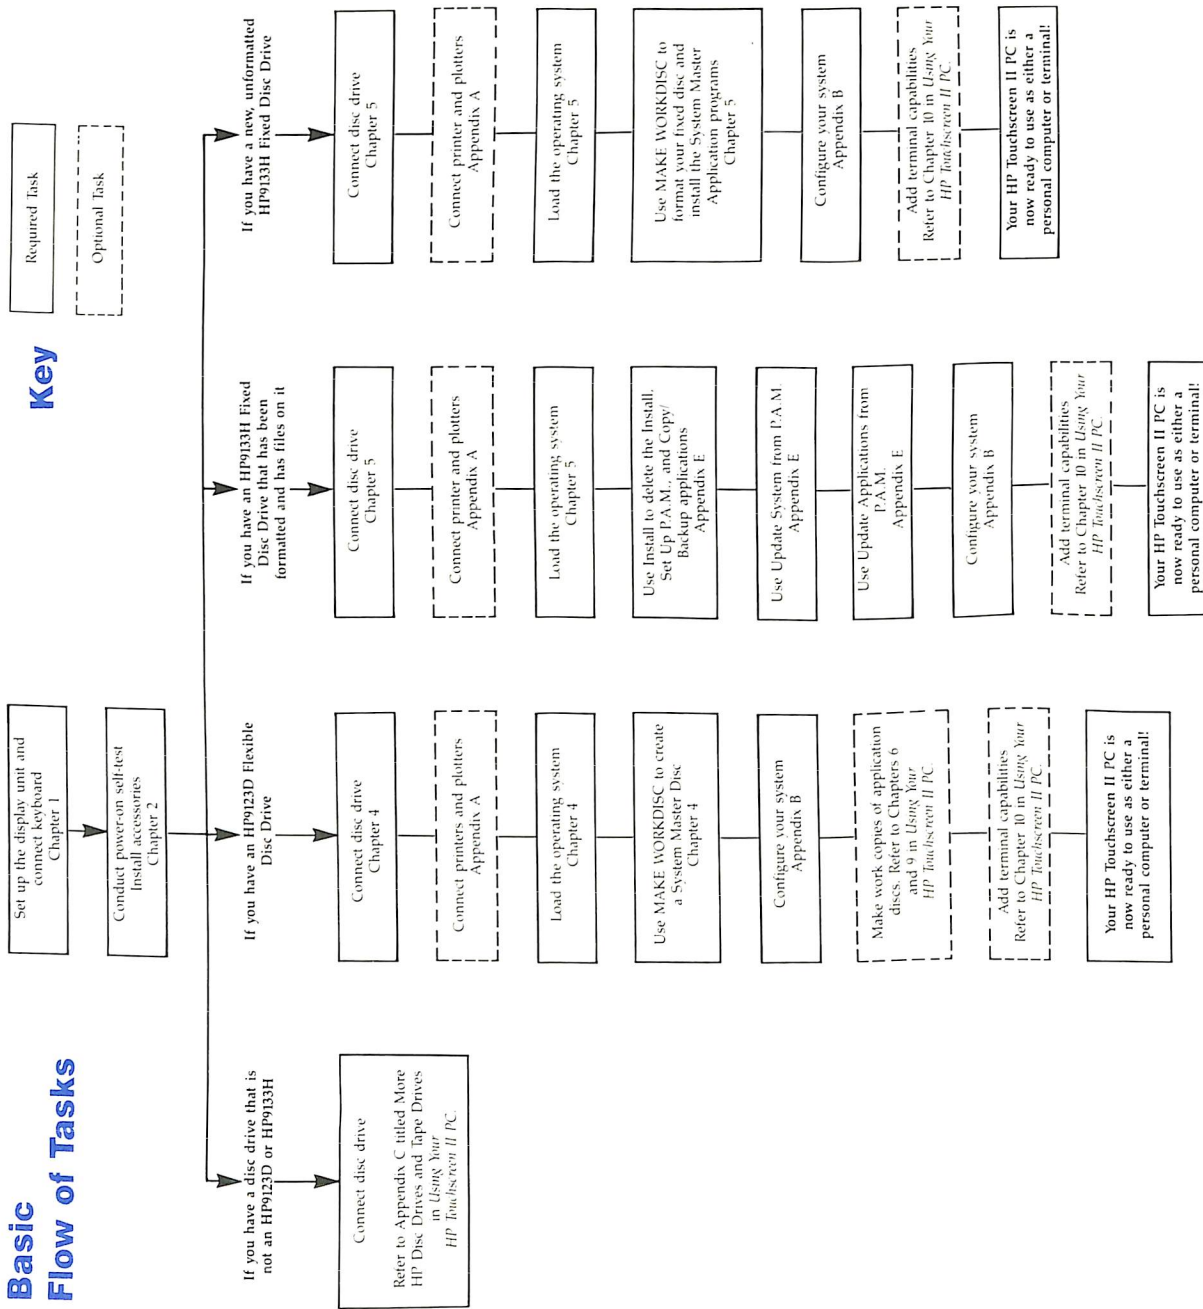 Basic
Flow of Tasks
Key
Required Task
Optional Task
Set up the display unit and
connect keyboard
Chapter 1
Conduct power-on self-test
Install accessories
Chapter 2
If you have a disc drive that is
not an HP9123D or HP9133H
Connect disc drive
Refer to Appendix C titled More
HP Disc Drives and Tape Drives
in Using Your
HP Touchscreen II PC.
If you have an HP9123D Flexible
Disc Drive
Connect disc drive
Chapter 4
Connect printers and plotters
Appendix A
Load the operating system
Chapter 4
Use MAKE WORKDISC to create
a System Master Disc
Chapter 4
Configure your system
Appendix B
Make work copies of application
discs. Refer to Chapters 6
and 9 in Using Your
HP Touchscreen II PC.
Add terminal capabilities
Refer to Chapter 10 in Using Your
HP Touchscreen II PC.
Your HP Touchscreen II PC is
now ready to use as either a
personal computer or terminal!
If you have an HP9133H Fixed
Disc Drive that has been
formatted and has files on it
Connect disc drive
Chapter 5
Connect printer and plotters
Appendix A
Load the operating system
Chapter 5
Use Install to delete the Install,
Set Up P.A.M., and Copy/
Backup applications
Appendix E
Use Update System from P.A.M.
Appendix E
Use Update Applications from
P.A.M.
Appendix E
Configure your system
Appendix B
Add terminal capabilities
Refer to Chapter 10 in Using Your
HP Touchscreen II PC.
Your HP Touchscreen II PC is
now ready to use as either a
personal computer or terminal!
If you have a new, unformatted
HP9133H Fixed Disc Drive
Connect disc drive
Chapter 5
Connect printer and plotters
Appendix A
Load the operating system
Chapter 5
Use MAKE WORKDISC to
format your fixed disc and
install the System Master
Application programs
Chapter 5
Configure your system
Appendix B
Add terminal capabilities
Refer to Chapter 10 in Using Your
HP Touchscreen II PC.
Your HP Touchscreen II PC is
now ready to use as either a
personal computer or terminal!